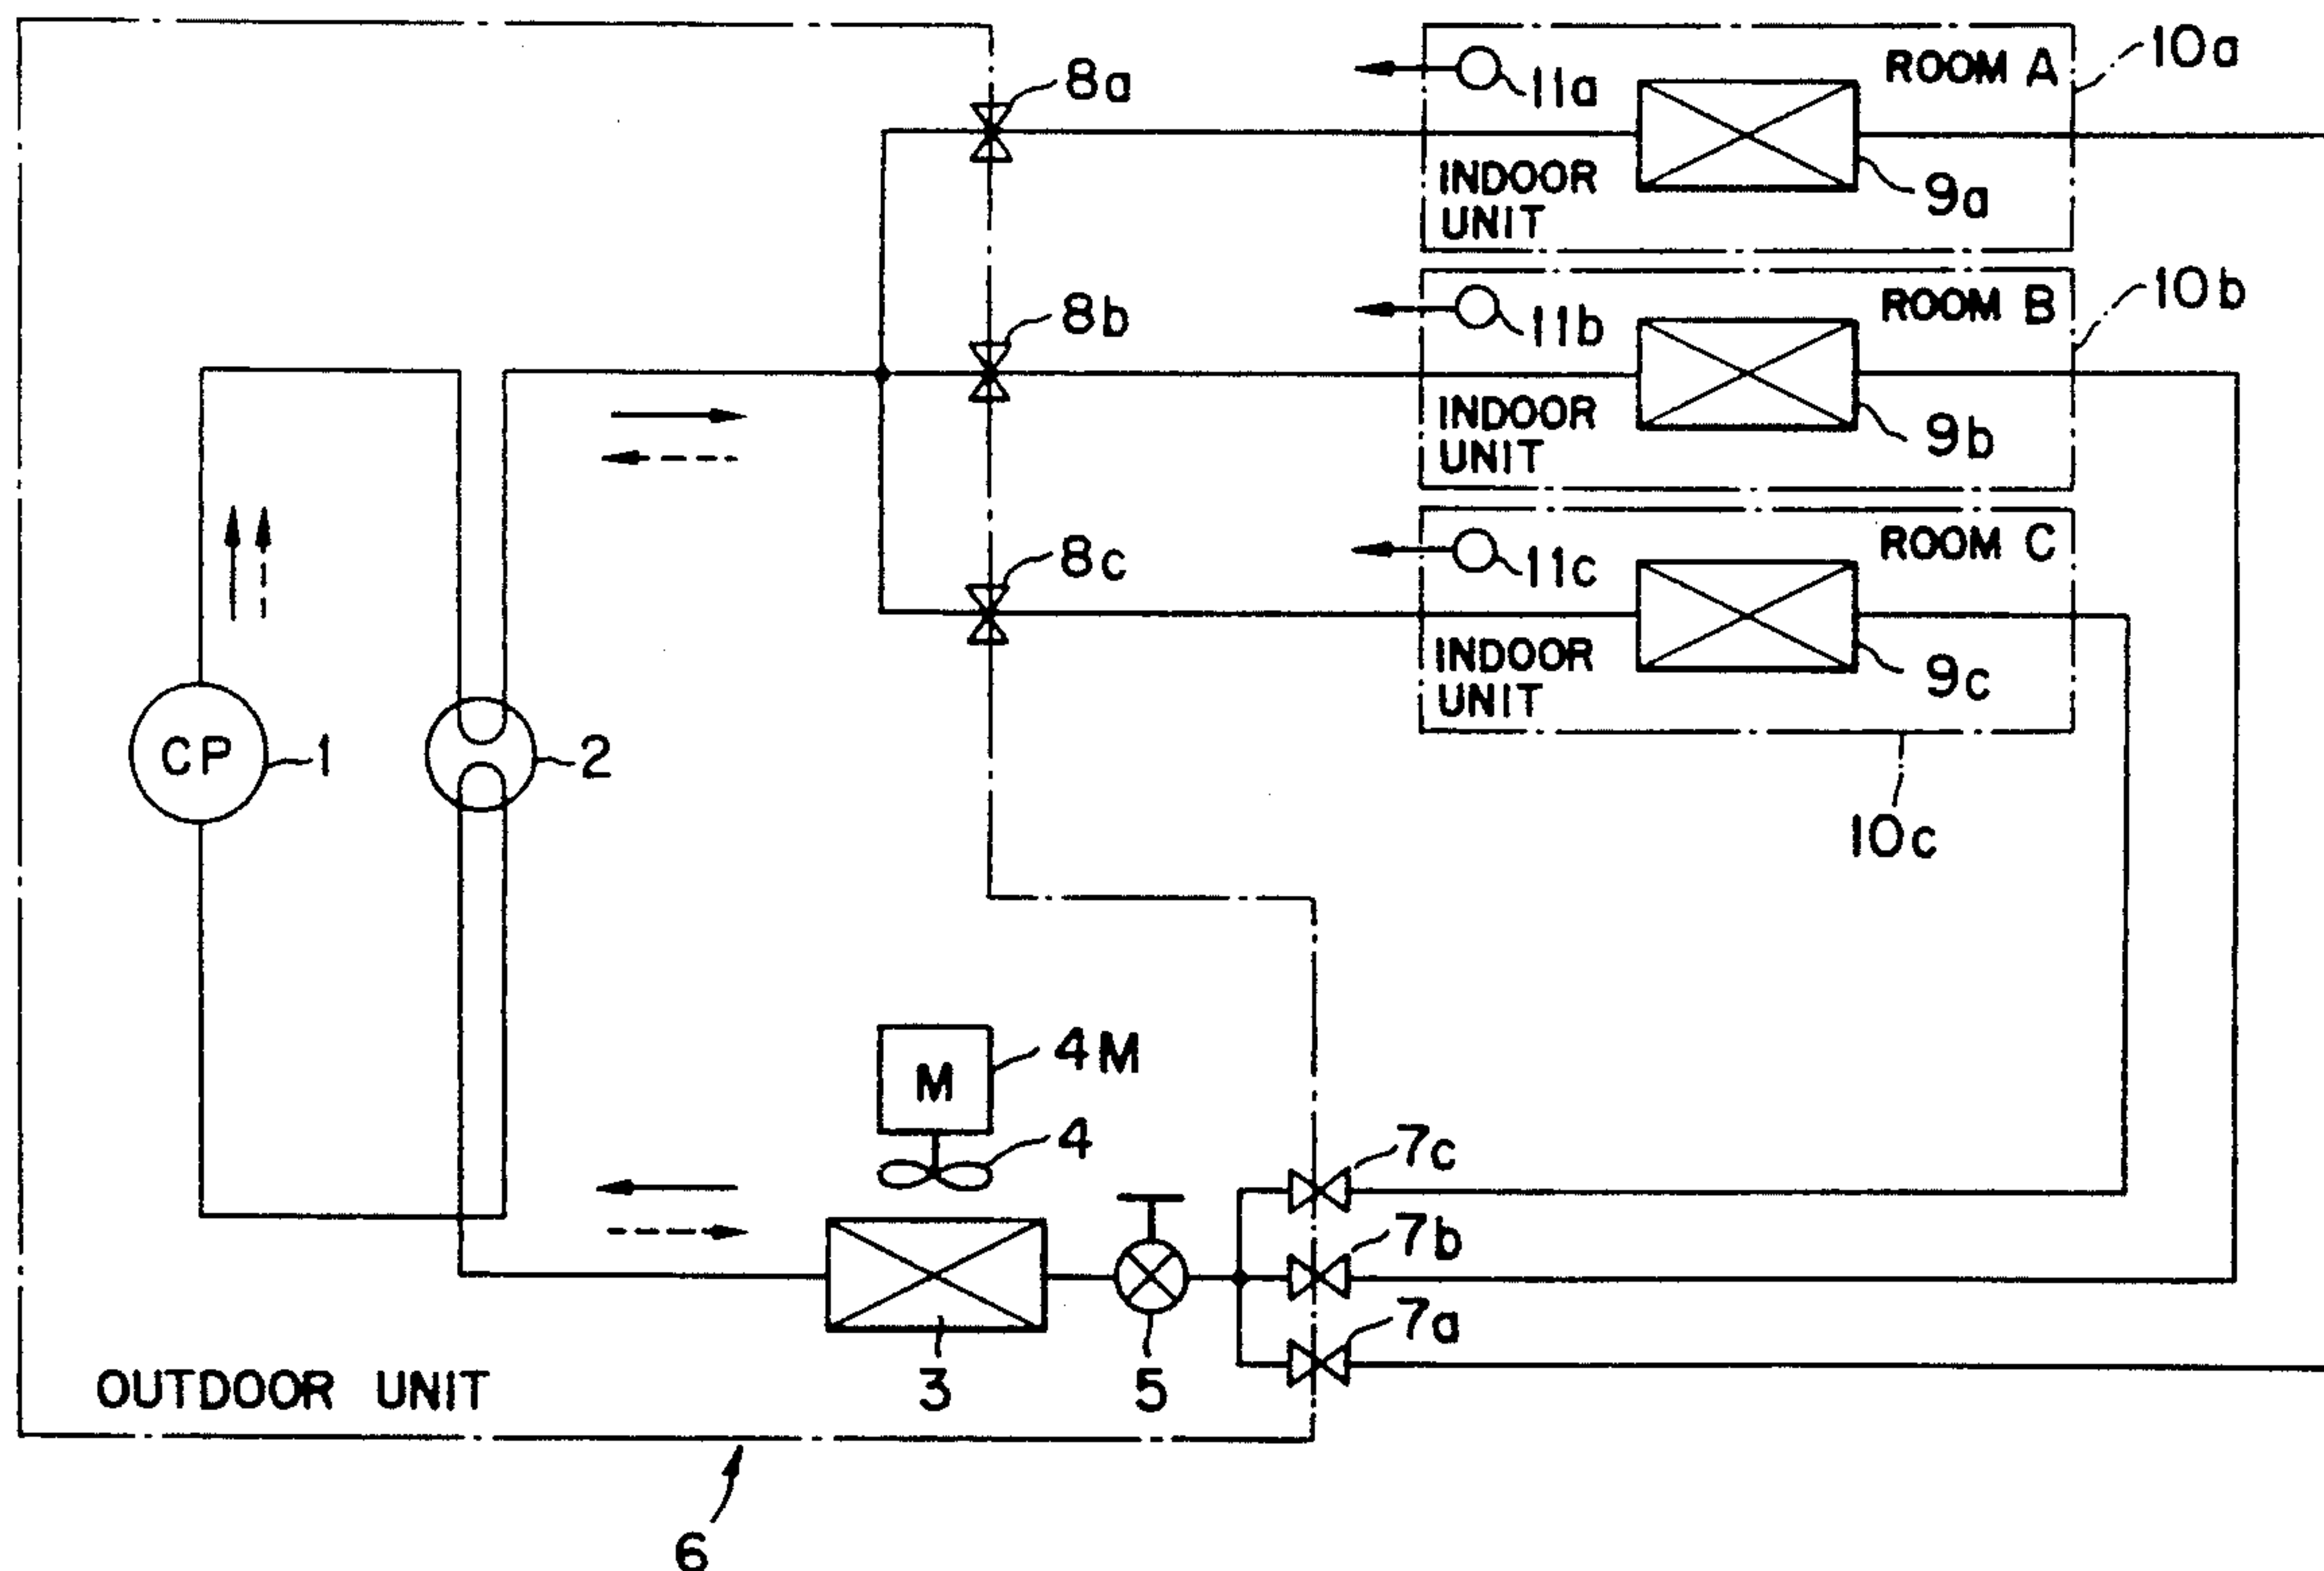 10a
ROOM A
8a
11a
INDOOR
UNIT
9a
10b
ROOM B
8b
11b
INDOOR
UNIT
9b
ROOM C
8c
11c
INDOOR
UNIT
9c
CP
1
2
10c
M
4M
4
7c
7b
7a
3
5
OUTDOOR UNIT
6